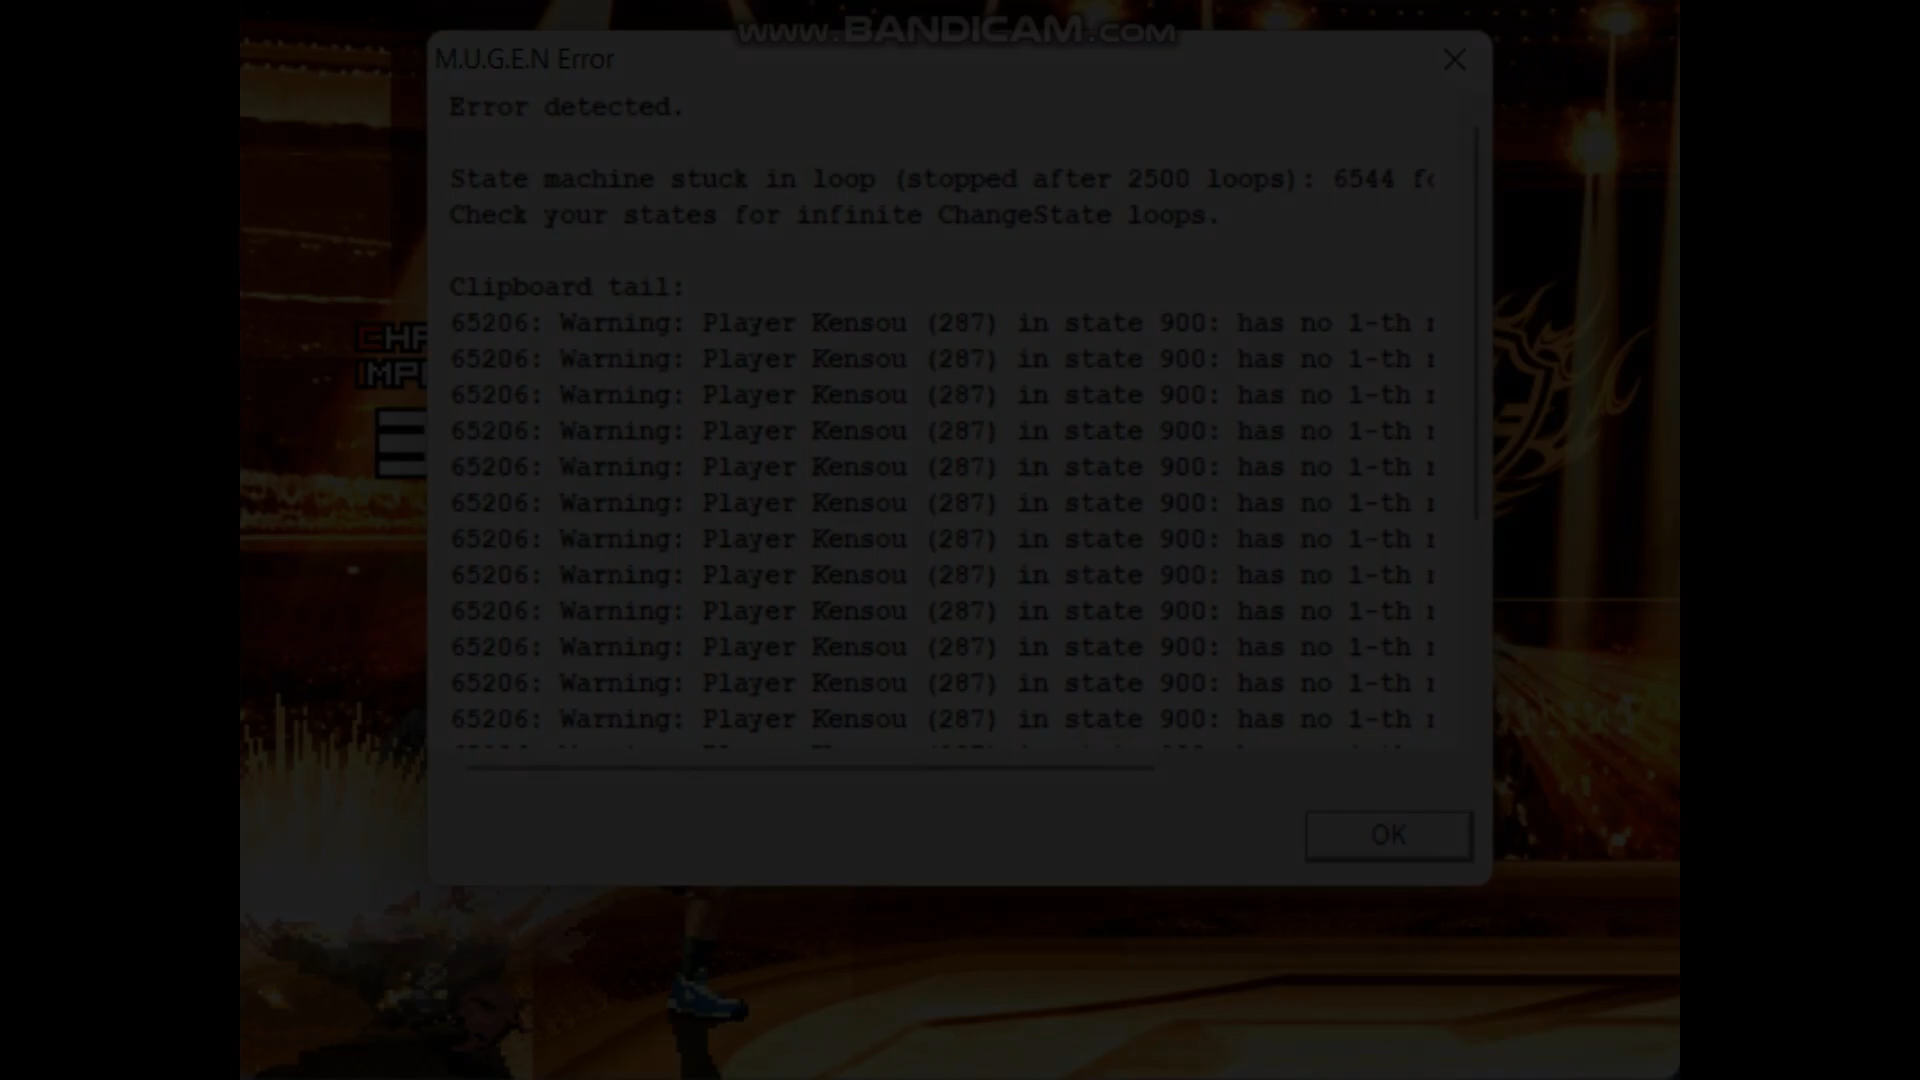 www.BANDICAM.com
M.U.G.E.N Error
Error detected.
State machine stuck in loop (stopped after 2500 loops): 6544
Check your states for infinite ChangeState loops.
Clipboard tail:
65206: Warning: Player Kensou (287) in state 900: has no 1-th
65206: Warning: Player Kensou (287) in state 900: has no 1-th
65206: Warning: Player Kensou (287) in state 900: has no 1-th
65206: Warning: Player Kensou (287) in state 900: has no 1-th
65206: Warning: Player Kensou (287) in state 900: has no 1-th
65206: Warning: Player Kensou (287) in state 900: has no 1-th
65206: Warning: Player Kensou (287) in state 900: has no 1-th
65206: Warning: Player Kensou (287) in state 900: has no 1-th
65206: Warning: Player Kensou (287) in state 900: has no 1-th
65206: Warning: Player Kensou (287) in state 900: has no 1-th
65206: Warning: Player Kensou (287) in state 900: has no 1-th
65206: Warning: Player Kensou (287) in state 900: has no 1-th
OK